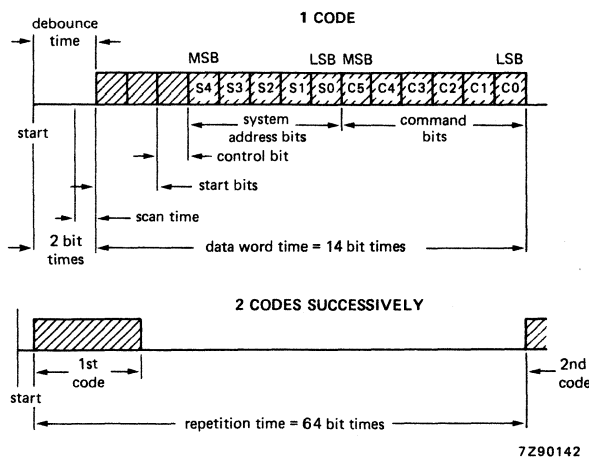 1 CODE
debounce
time
MSB
LSB
MSB
LSB
S4 S3 S2 S1 S0 C5 C4 C3 C2 C1 C0
start
system
address bits
command
bits
control bit
start bits
scan time
2 bit
times
data word time = 14 bit times
2 CODES SUCCESSIVELY
1st
code
2nd
code
start
repetition time = 64 bit times
7Z90142